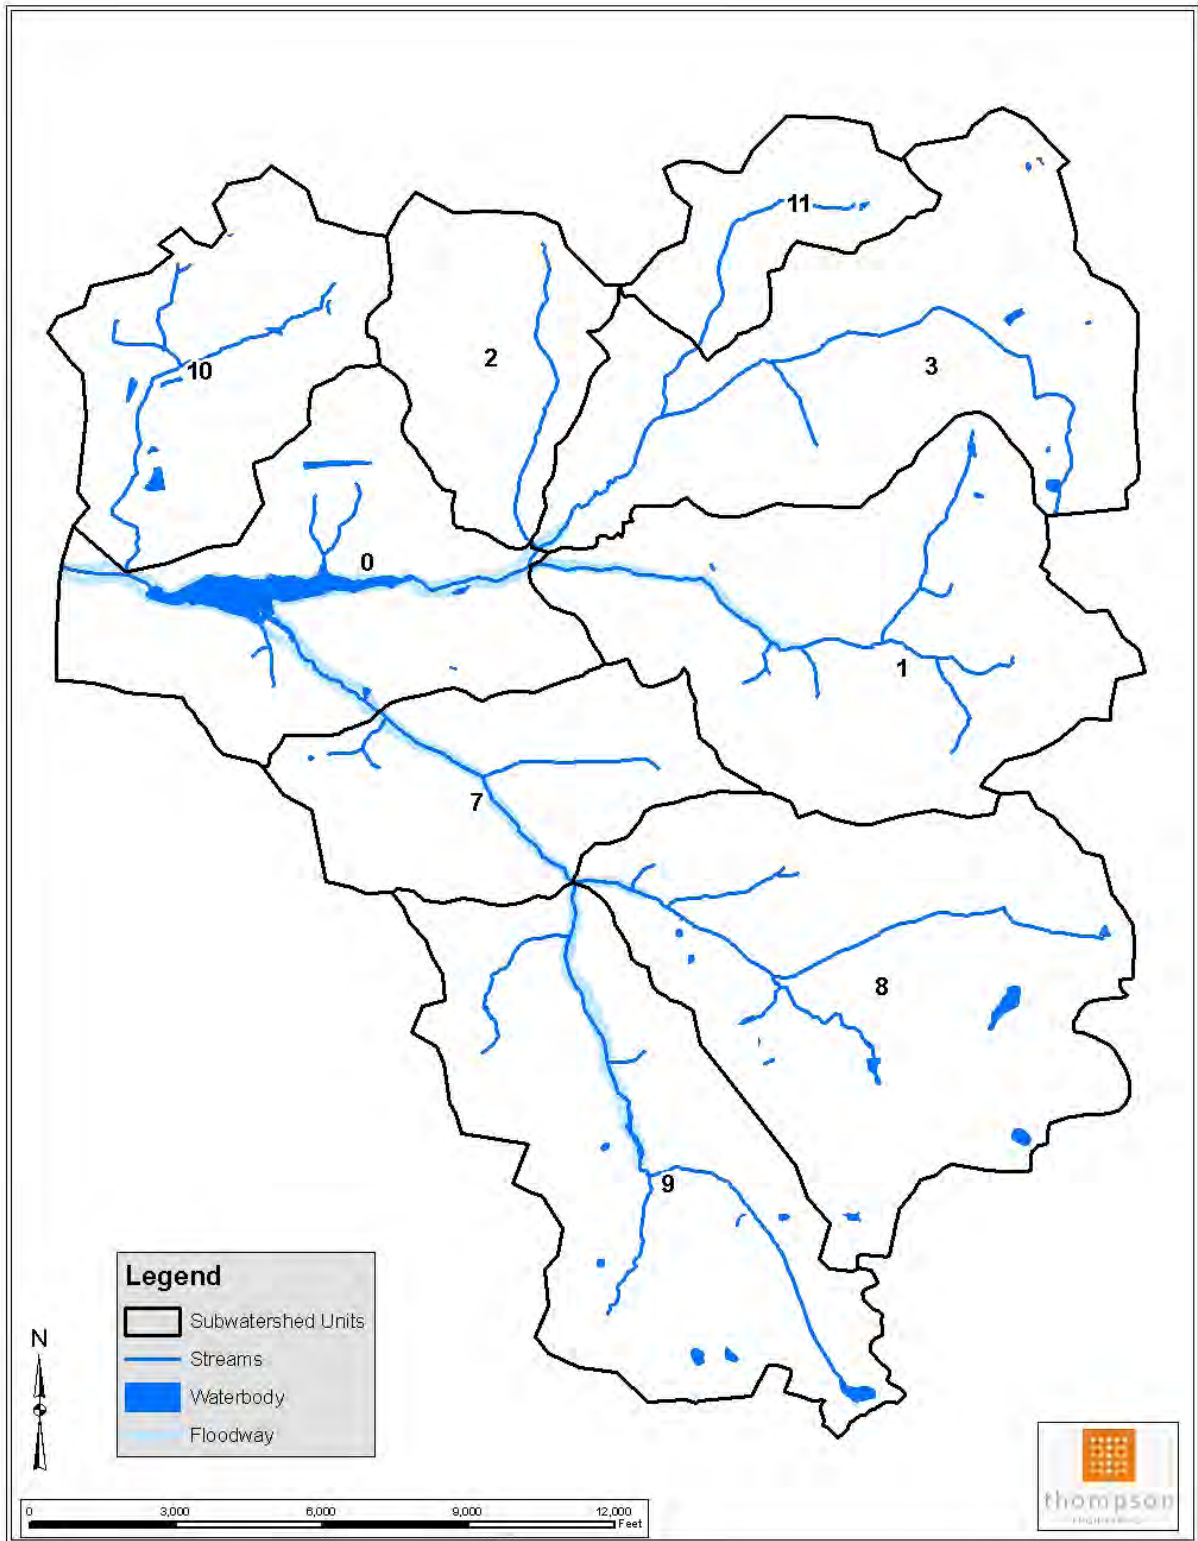 11
2
3
10
0
1
7
8
9
Legend
Subwatershed Units
Streams
Waterbody
Floodway
N
0 3,000 6,000 9,000 12,000
Feet
thompson
ENGINEERING